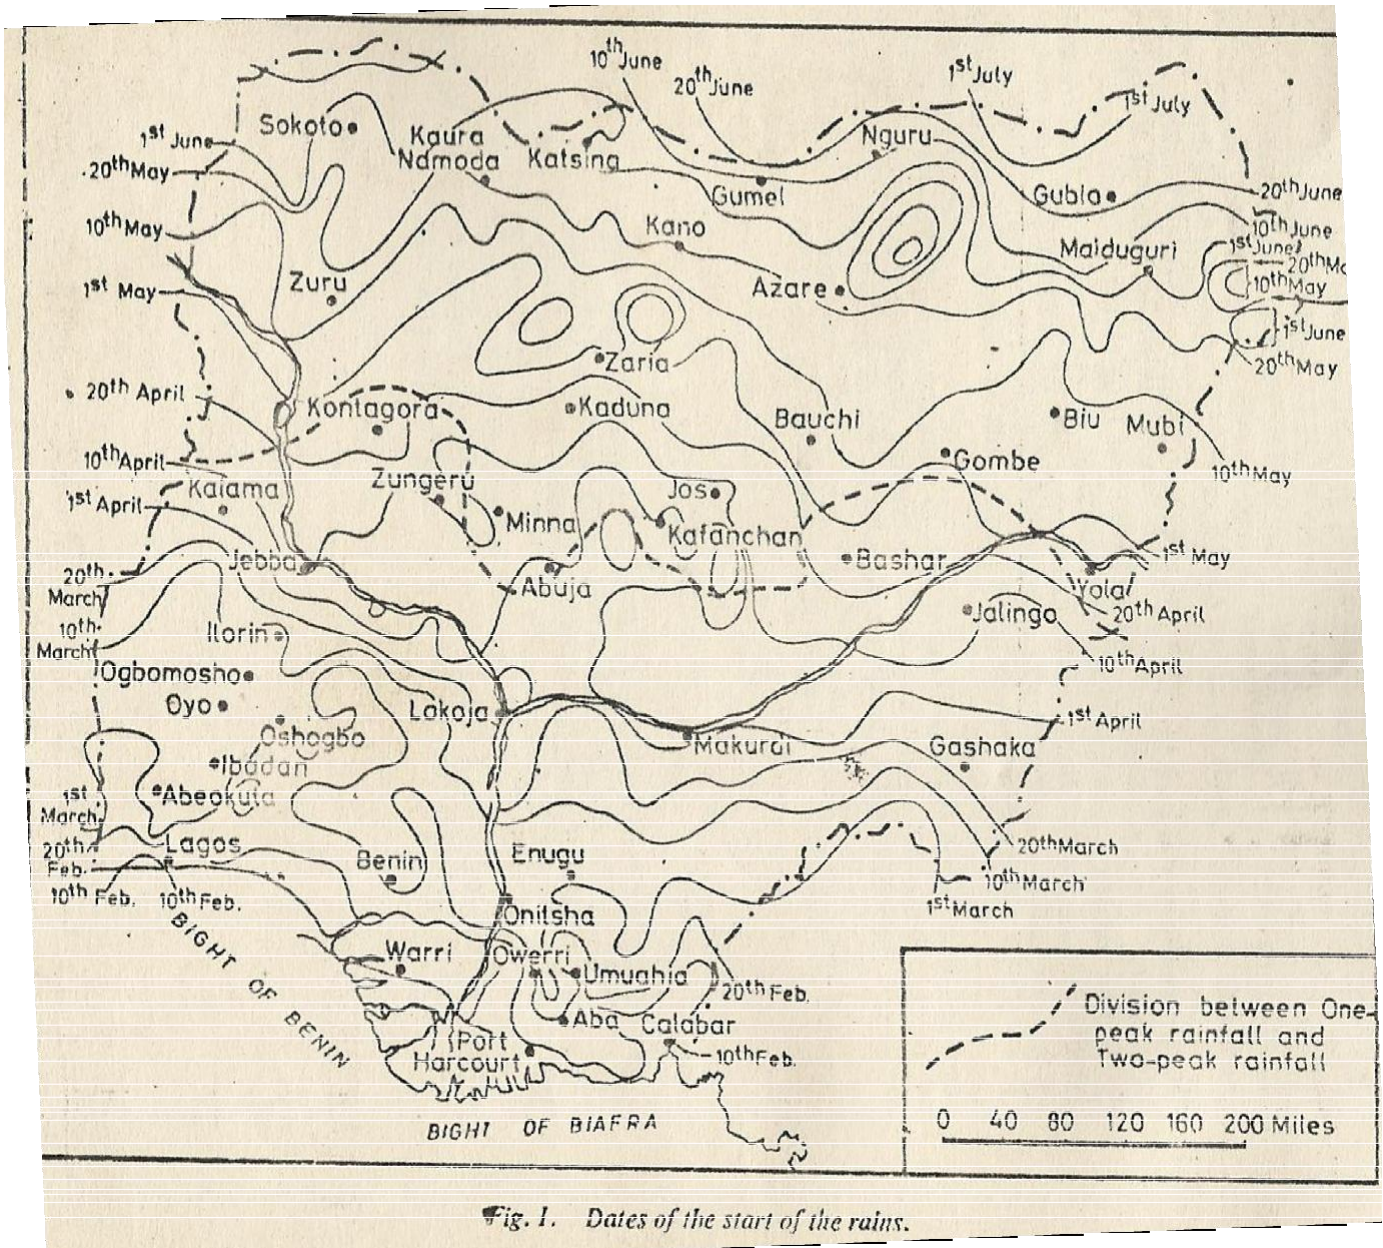 10th June
20th June
1st July
1st July
1st June
Sokoto
Kaura
Namoda
Katsina
Nguru
20th May
Gumel
Gubla
20th June
10th May
Kano
10th June
Maiduguri
1st June
20th Ma
1st May
Zuru
Azare
10th May
1st June
Zaria
20th May
20th April
Kontagora
Kaduna
Bauchi
Biu
Mubi
10th April
Gombe
10th May
Kaiama
Zungeru
Jos
1st April
Minna
Kafanchan
Jebba
Bashar
1st May
20th
March
Abuja
Yola
Jalingo
20th April
10th
March
Ilorin
10th April
Ogbomosho
Oyo
Lokoja
1st April
Oshogbo
Makurdi
Gashaka
Ibadan
Abeokuta
1st
March
Lagos
20th
Feb.
Benin
Enugu
20th March
10th Feb.
10th Feb.
10th March
1st March
Onitsha
BIGHT OF BENIN
Warri
Owerri
Umuahia
20th Feb.
Aba
Calabar
Port
Harcourt
10th Feb.
BIGHT OF BIAFRA
Division between One-
peak rainfall and
Two-peak rainfall
0 40 80 120 160 200 Miles
Fig. 1. Dates of the start of the rains.